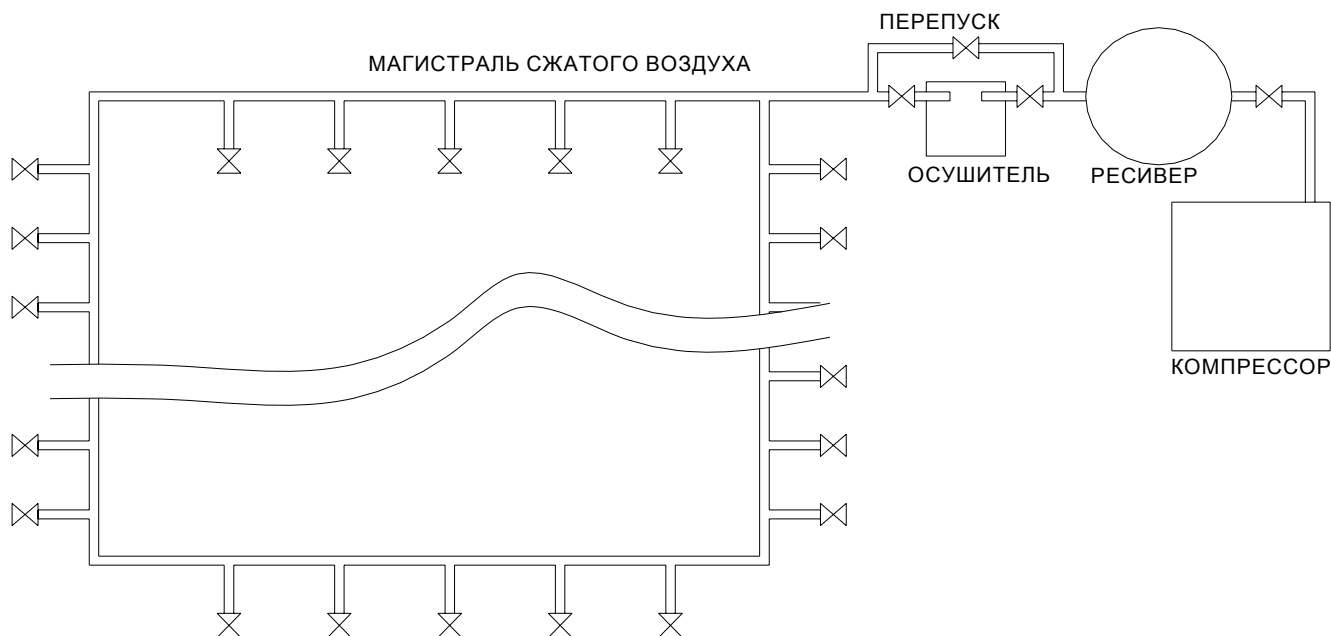 ПЕРЕПУСК
МАГИСТРАЛЬ СЖАТОГО ВОЗДУХА
ОСУШИТЕЛЬ
РЕСИВЕР
КОМПРЕССОР